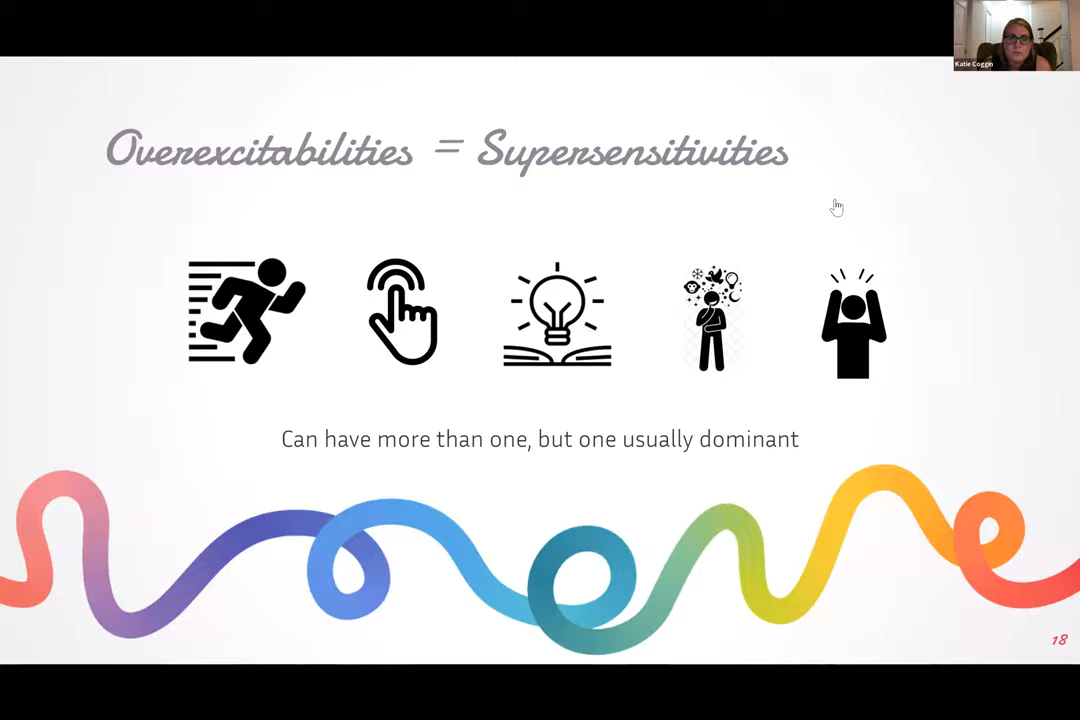 Katie Coggin
Overexcitabilities = Supersensitivities
Can have more than one, but one usually dominant
18